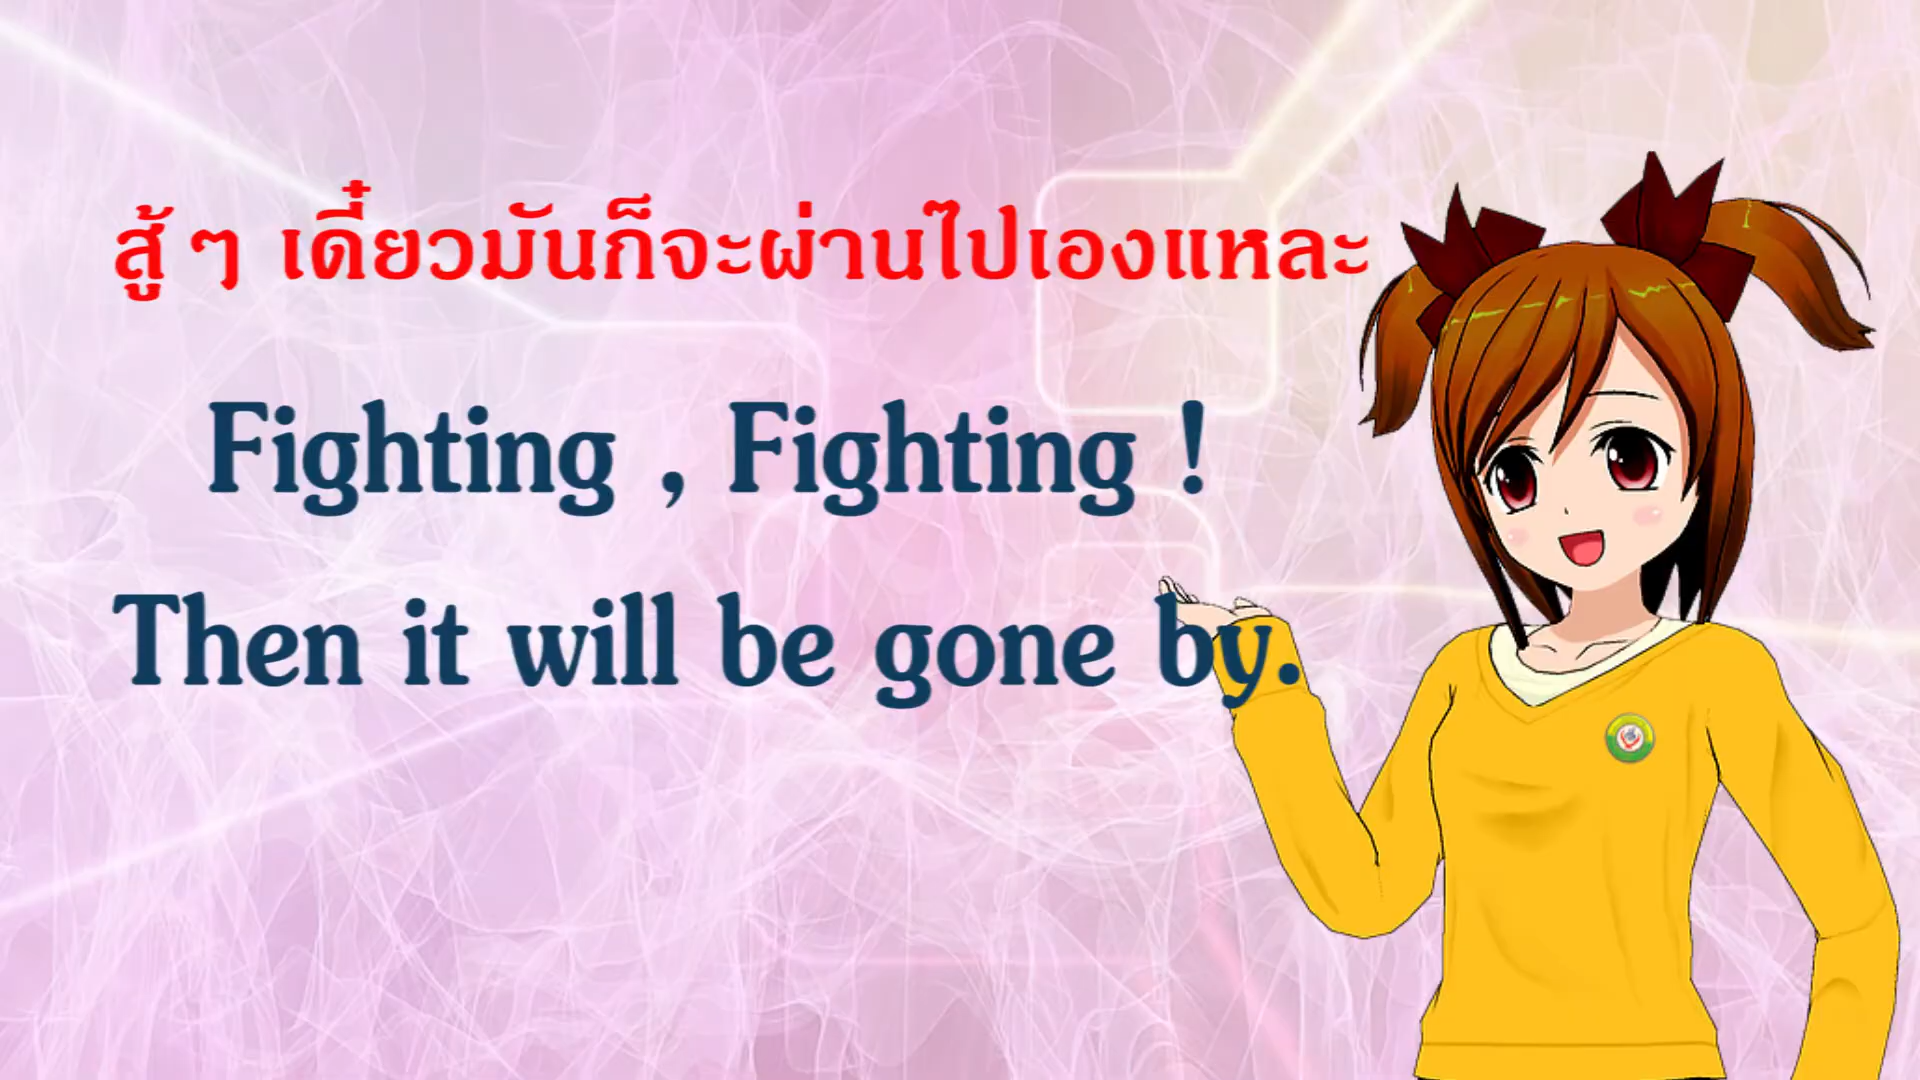 สู้ ๆ เดี๋ยวมันก็จะผ่านไปเองแหละ
Fighting , Fighting !
Then it will be gone by.